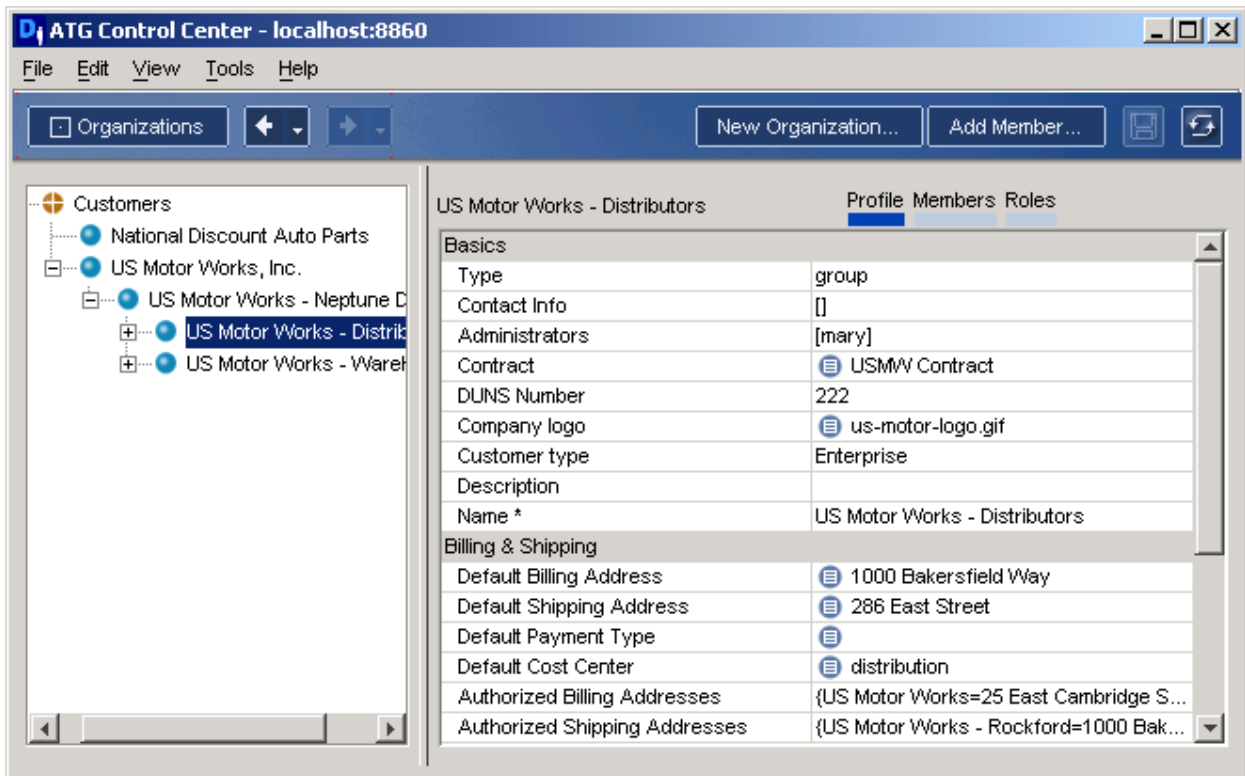 ATG Control Center - localhost:8860
File Edit View Tools Help
Organizations New Organization... Add Member...
Customers
National Discount Auto Parts
US Motor Works, Inc.
US Motor Works - Neptune D
US Motor Works - Distrib
US Motor Works - Wareh
US Motor Works - Distributors Profile Members Roles
Basics
Type group
Contact Info []
Administrators [mary]
Contract USMW Contract
DUNS Number 222
Company logo us-motor-logo.gif
Customer type Enterprise
Description
Name * US Motor Works - Distributors
Billing & Shipping
Default Billing Address 1000 Bakersfield Way
Default Shipping Address 286 East Street
Default Payment Type
Default Cost Center distribution
Authorized Billing Addresses {US Motor Works=25 East Cambridge S...
Authorized Shipping Addresses {US Motor Works - Rockford=1000 Bak...